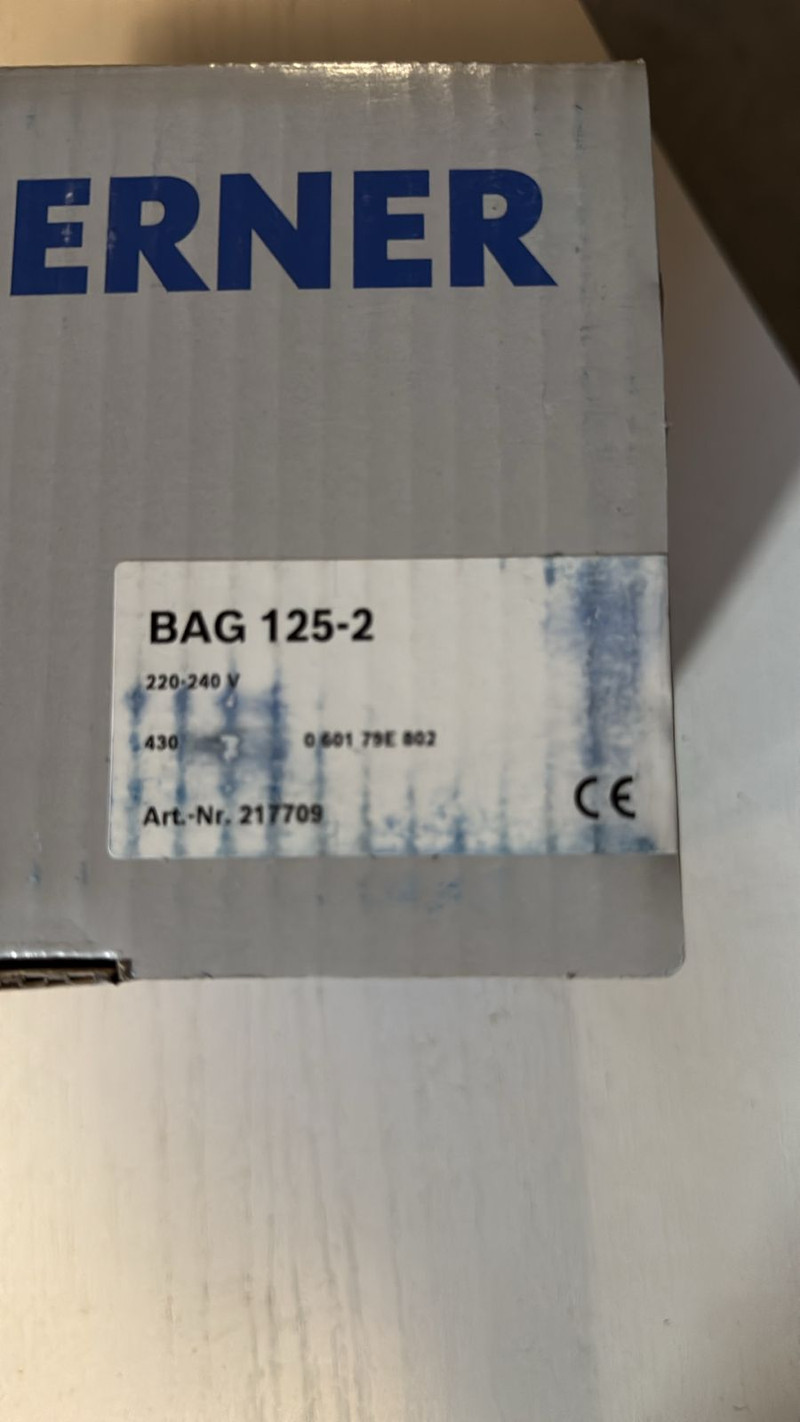 ERNER
BAG 125-2
220-240 V
430 0 601 79E 802
Art.-Nr. 217709
CE